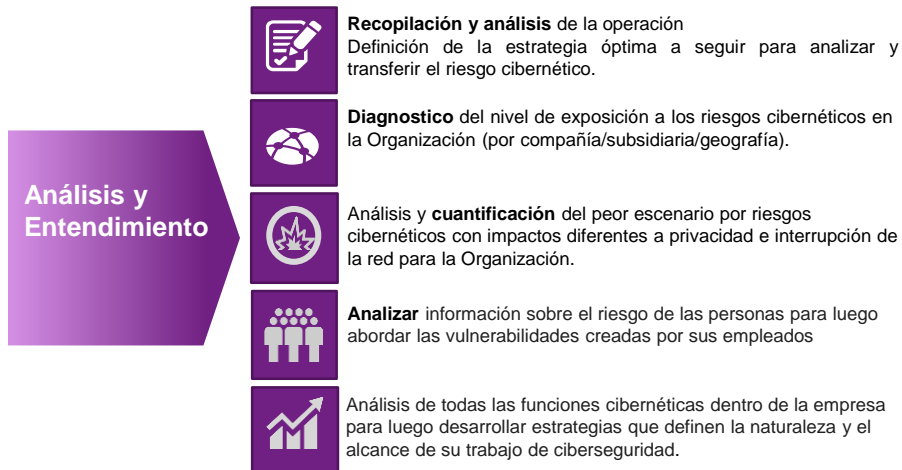 Análisis y
Entendimiento
Recopilación y análisis de la operación
Definición de la estrategia óptima a seguir para analizar y
transferir el riesgo cibernético.
Diagnostico del nivel de exposición a los riesgos cibernéticos en
la Organización (por compañía/subsidiaria/geografía).
Análisis y cuantificación del peor escenario por riesgos
cibernéticos con impactos diferentes a privacidad e interrupción de
la red para la Organización.
Analizar información sobre el riesgo de las personas para luego
abordar las vulnerabilidades creadas por sus empleados
Análisis de todas las funciones cibernéticas dentro de la empresa
para luego desarrollar estrategias que definen la naturaleza y el
alcance de su trabajo de ciberseguridad.